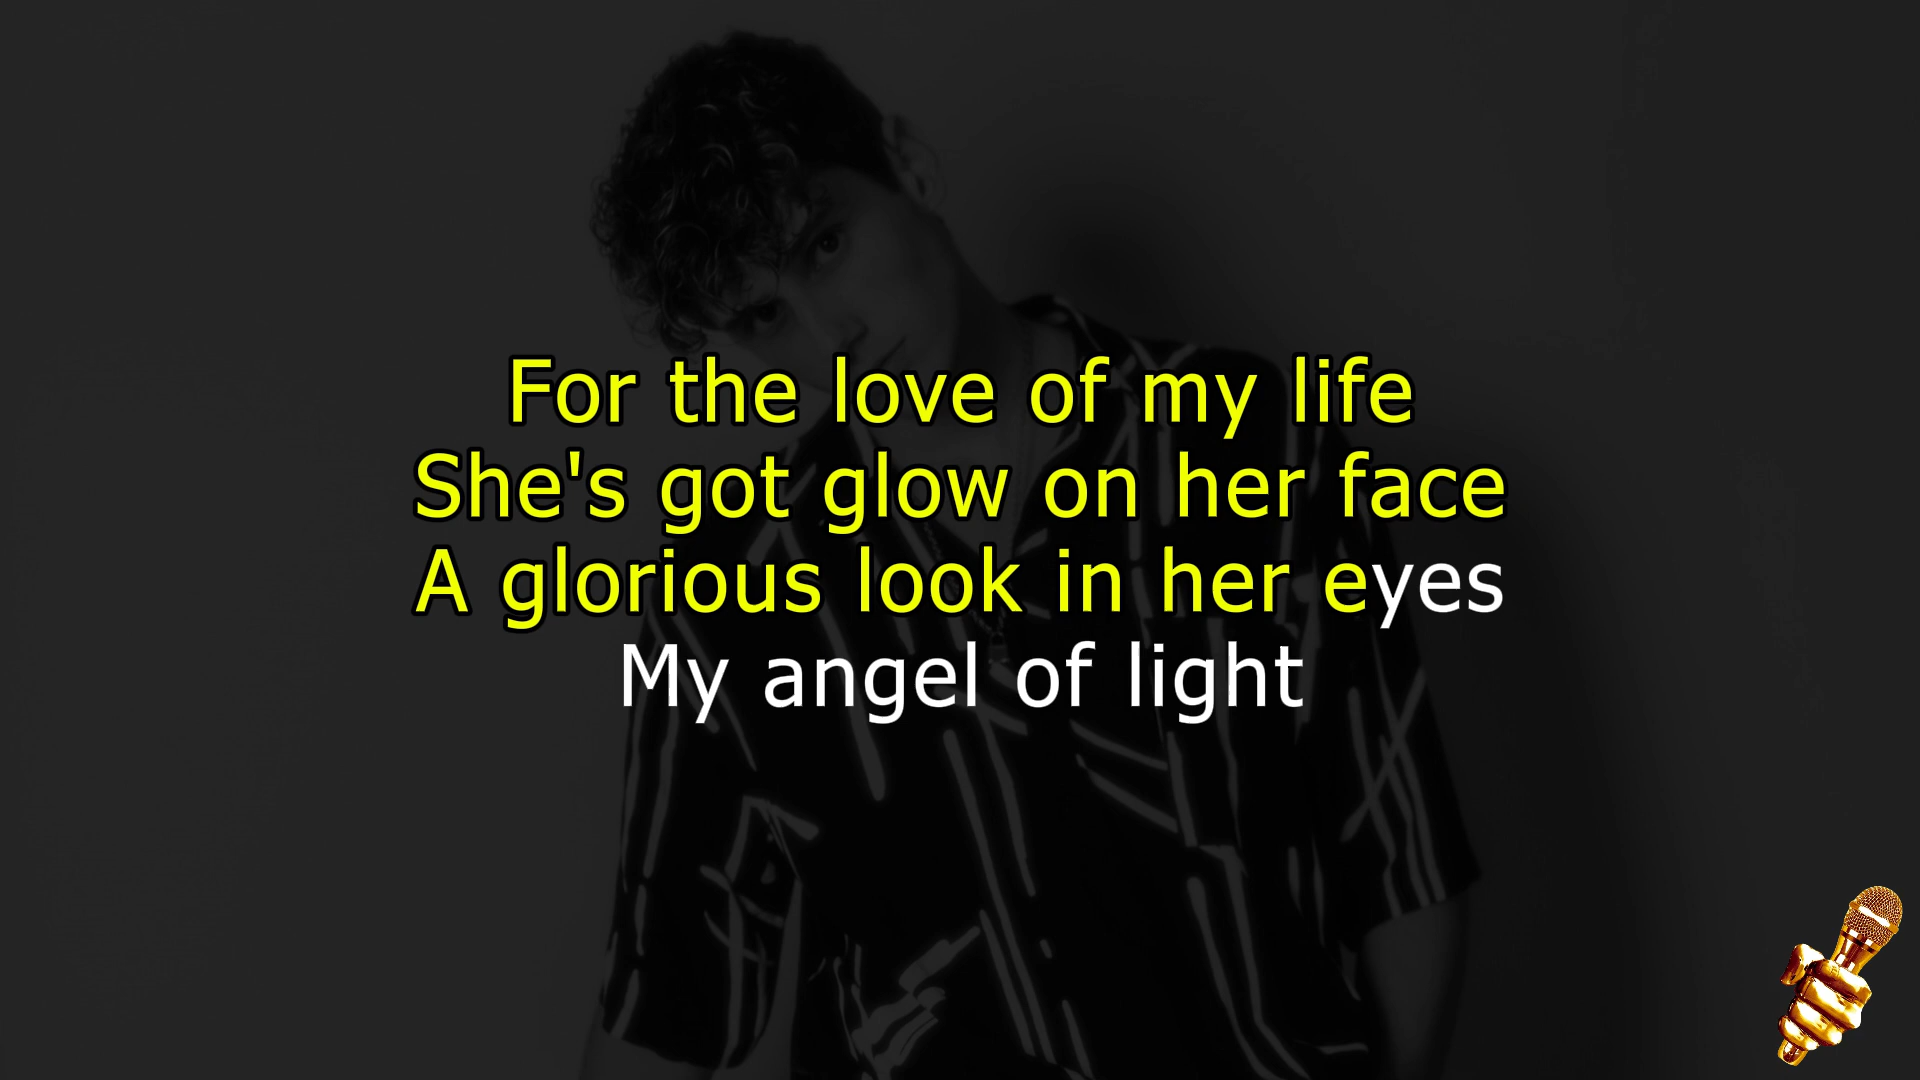 For the love of my life
She's got glow on her face
A glorious look in her eyes
My angel of light